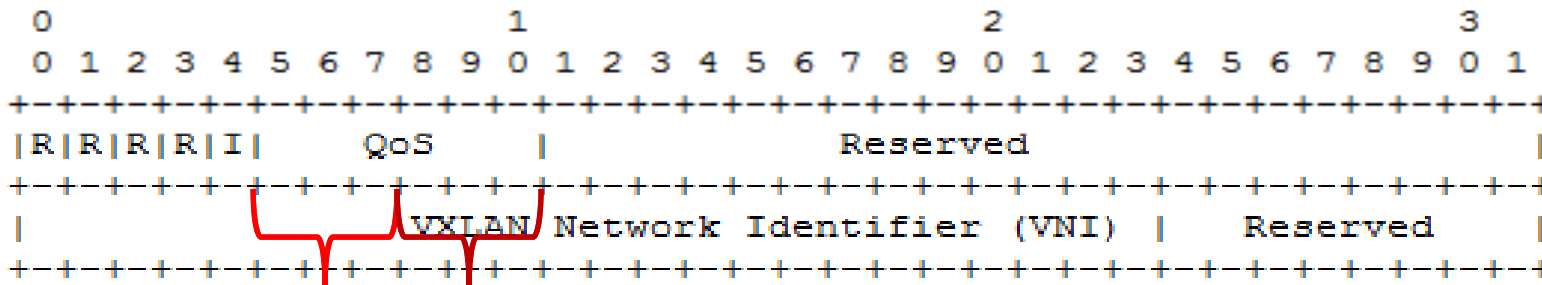 0 1 2 3
0 1 2 3 4 5 6 7 8 9 0 1 2 3 4 5 6 7 8 9 0 1 2 3 4 5 6 7 8 9 0 1
+-+-+-+-+-+-+-+-+-+-+-+-+-+-+-+-+-+-+-+-+-+-+-+-+-+-+-+-+-+-+-+-+
|R|R|R|R|I| QoS | Reserved |
+-+-+-+-+-+-+-+-+-+-+-+-+-+-+-+-+-+-+-+-+-+-+-+-+-+-+-+-+-+-+-+-+
| VXLAN Network Identifier (VNI) | Reserved |
+-+-+-+-+-+-+-+-+-+-+-+-+-+-+-+-+-+-+-+-+-+-+-+-+-+-+-+-+-+-+-+-+